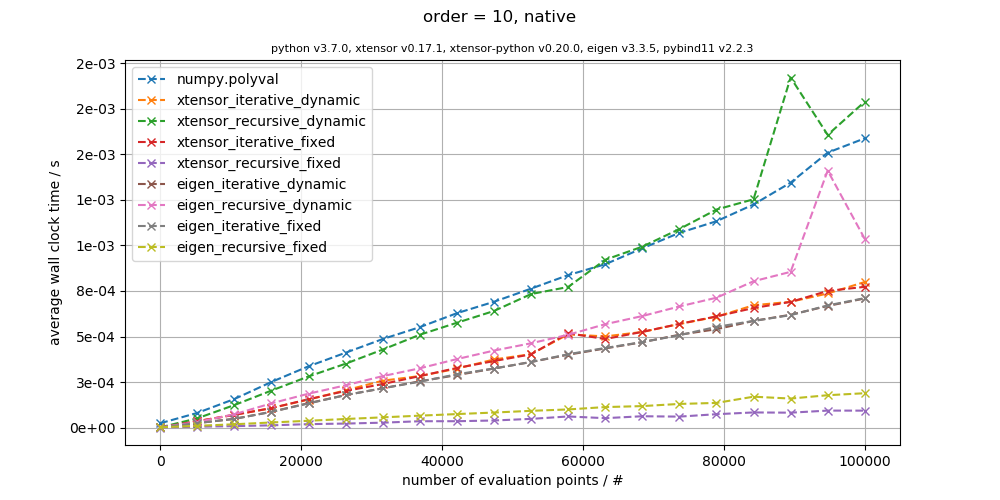 order = 10, native
python v3.7.0, xtensor v0.17.1, xtensor-python v0.20.0, eigen v3.3.5, pybind11 v2.2.3
2e-03
2e-03
2e-03
1e-03
1e-03
8e-04
5e-04
3e-04
0e+00
average wall clock time / s
numpy.polyval
xtensor_iterative_dynamic
xtensor_recursive_dynamic
xtensor_iterative_fixed
xtensor_recursive_fixed
eigen_iterative_dynamic
eigen_recursive_dynamic
eigen_iterative_fixed
eigen_recursive_fixed
0 20000 40000 60000 80000 100000
number of evaluation points / #